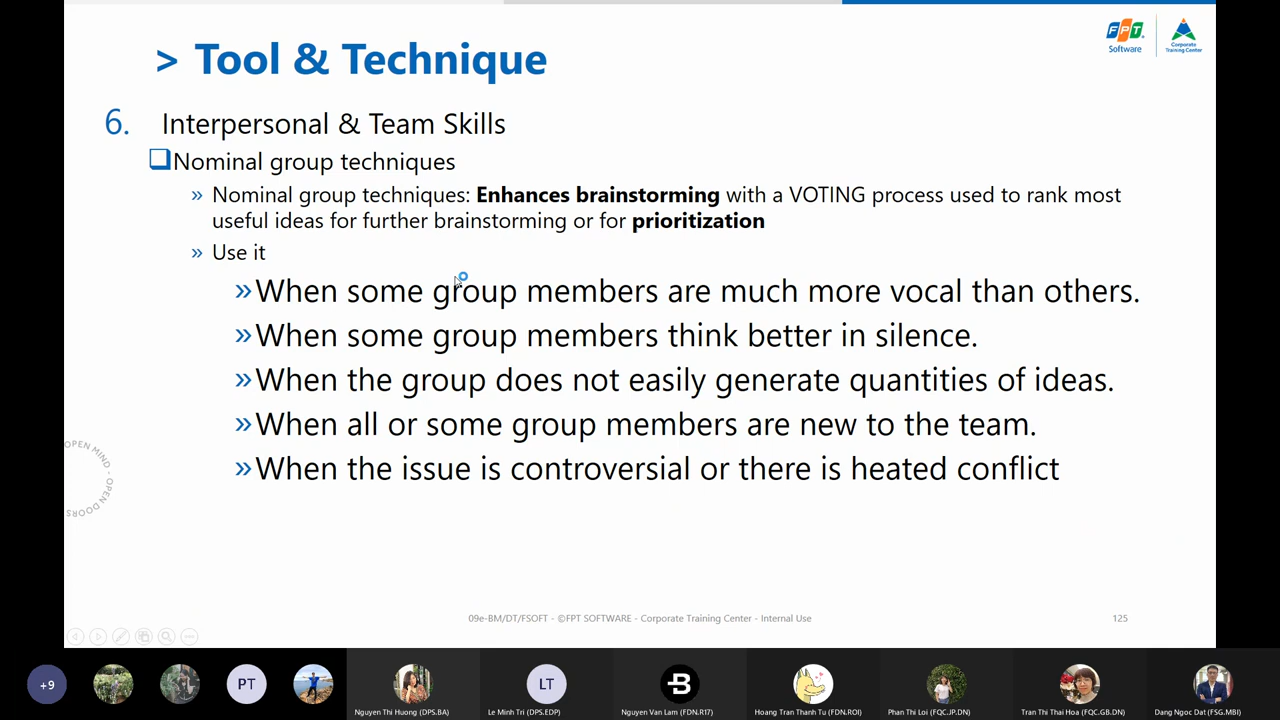 > Tool & Technique
FPT
Software
Corporate
Training Center
6. Interpersonal & Team Skills
Nominal group techniques
» Nominal group techniques: Enhances brainstorming with a VOTING process used to rank most
useful ideas for further brainstorming or for prioritization
» Use it
»When some group members are much more vocal than others.
»When some group members think better in silence.
»When the group does not easily generate quantities of ideas.
»When all or some group members are new to the team.
»When the issue is controversial or there is heated conflict
OPEN MIND · OPEN DOORS
09e-BM/DT/FSOFT - ©FPT SOFTWARE - Corporate Training Center - Internal Use
125
+9
PT
LT
B
Nguyen Thi Huong (DPS.BA)
Le Minh Tri (DPS.EDP)
Nguyen Van Lam (FDN.R17)
Hoang Tran Thanh Tu (FDN.ROI)
Phan Thi Loi (FQC.JP.DN)
Tran Thi Thai Hoa (FQC.GB.DN)
Dang Ngoc Dat (FSG.MBI)